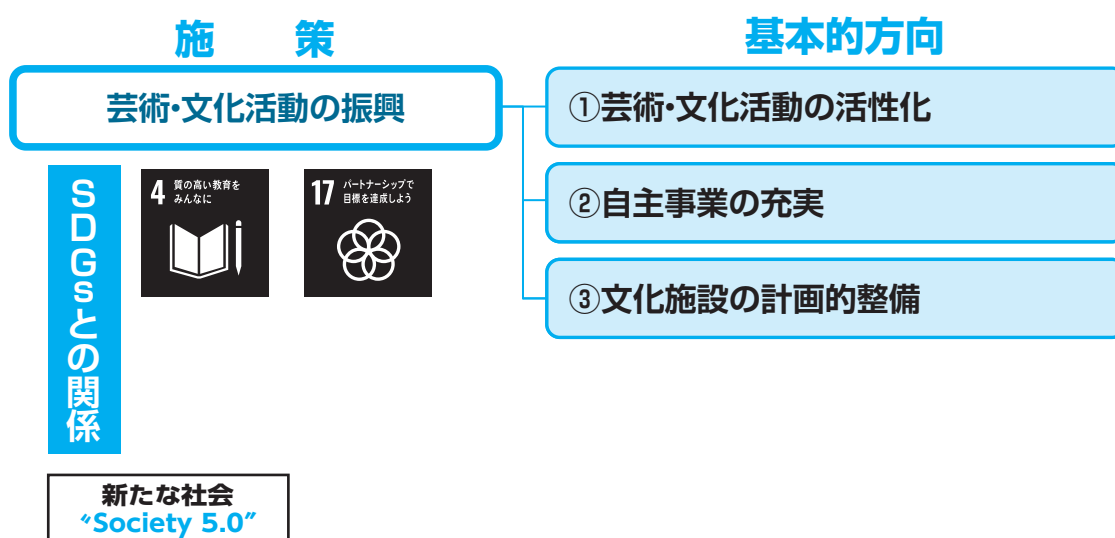 施　策
基本的方向
芸術・文化活動の振興
①芸術・文化活動の活性化
②自主事業の充実
③文化施設の計画的整備
SDGsとの関係
4 質の高い教育を
みんなに
17 パートナーシップで
目標を達成しよう
新たな社会
“Society 5.0”